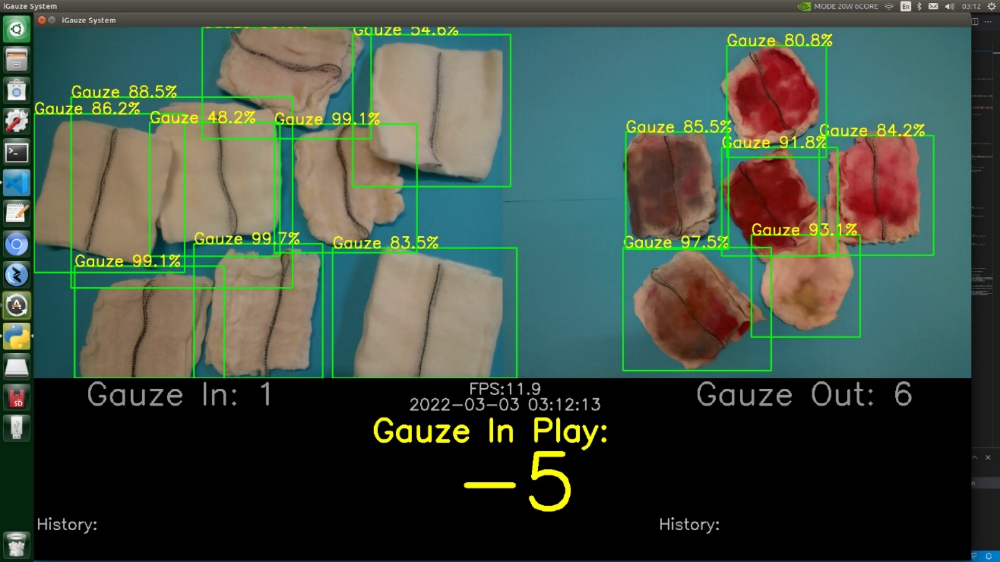 iGauze System
MODE 20W 6CORE
En
03:12
iGauze System
Gauze
Gauze 54.6%
Gauze 80.8%
Gauze 88.5%
Gauze 86.2%
Gauze 48.2%
Gauze 99.1%
Gauze 85.5%
Gauze 84.2%
Gauze 91.8%
Gauze 99.7%
Gauze 83.5%
Gauze 93.1%
Gauze 97.5%
Gauze 99.1%
SD
Gauze In: 1
FPS:11.9
2022-03-03 03:12:13
Gauze Out: 6
Gauze In Play:
-5
History:
History: